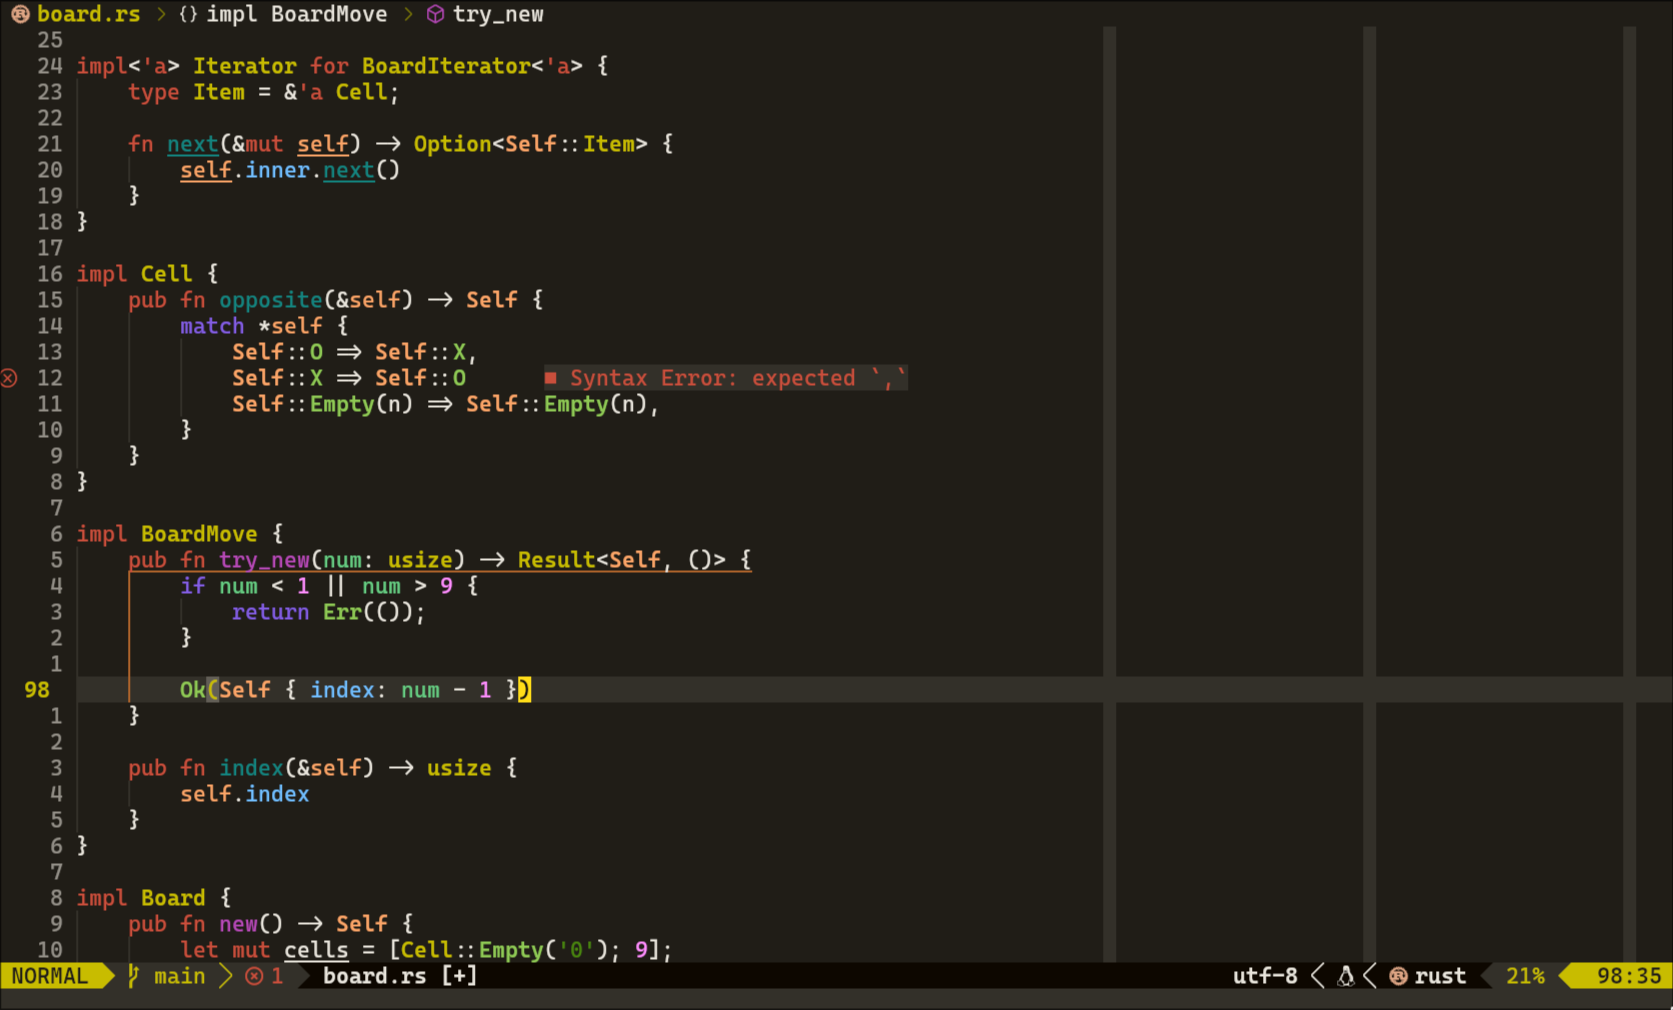 board.rs > {} impl BoardMove > try_new
25
24 impl<'a> Iterator for BoardIterator<'a> {
23     type Item = &'a Cell;
22
21     fn next(&mut self) -> Option<Self::Item> {
20         self.inner.next()
19     }
18 }
17
16 impl Cell {
15     pub fn opposite(&self) -> Self {
14         match *self {
13             Self::O => Self::X,
12             Self::X => Self::O      ■ Syntax Error: expected `,`
11             Self::Empty(n) => Self::Empty(n),
10         }
9     }
8 }
7
6 impl BoardMove {
5     pub fn try_new(num: usize) -> Result<Self, ()> {
4         if num < 1 || num > 9 {
3             return Err(());
2         }
1
98         Ok(Self { index: num - 1 })
1     }
2
3     pub fn index(&self) -> usize {
4         self.index
5     }
6 }
7
8 impl Board {
9     pub fn new() -> Self {
10         let mut cells = [Cell::Empty('0'); 9];
NORMAL main 1 board.rs [+] utf-8 < < rust 21% 98:35